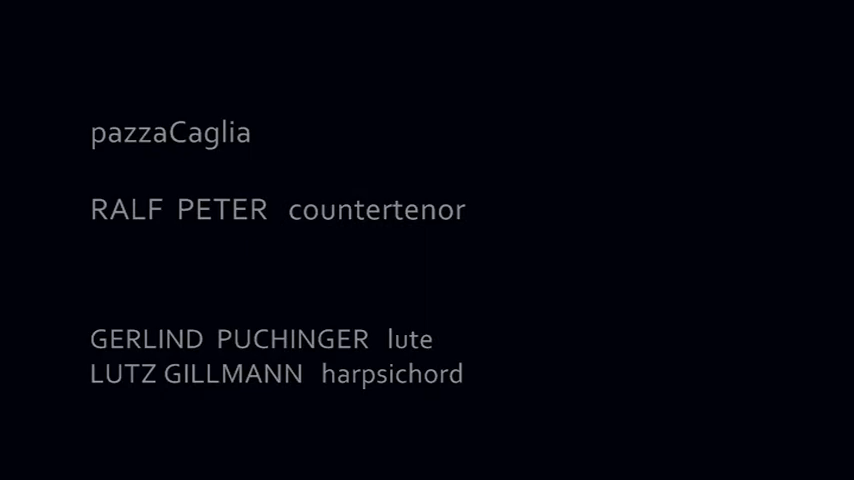 pazzaCaglia
RALF PETER countertenor
GERLIND PUCHINGER lute
LUTZ GILLMANN harpsichord